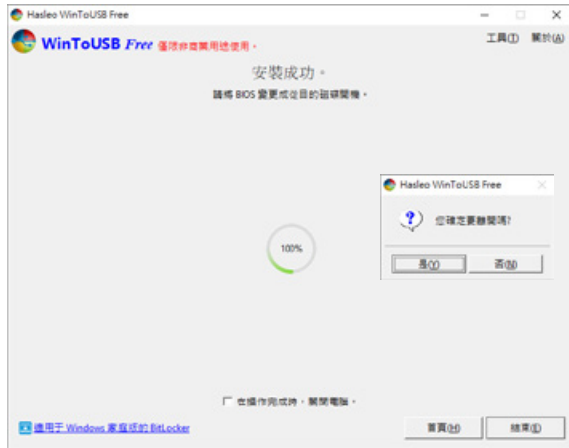 Hasleo WinToUSB Free
WinToUSB Free 僅限非商業用途使用。
工具(T) 關於(A)
安裝成功。
請將 BIOS 變更成從目的磁碟開機。
Hasleo WinToUSB Free
您確定要離開嗎?
是(Y) 否(N)
100%
在操作完成時，關閉電腦。
適用于 Windows 家庭版的 BitLocker
首頁(H) 結束(E)